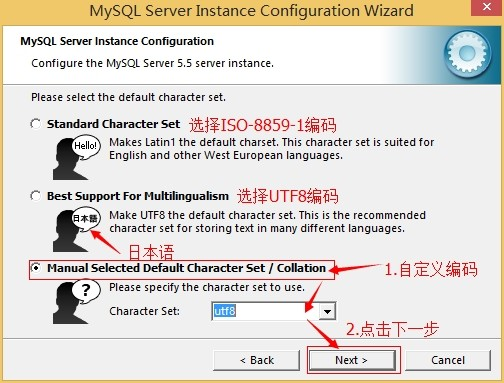 MySQL Server Instance Configuration Wizard
MySQL Server Instance Configuration
Configure the MySQL Server 5.5 server instance.
Please select the default character set.
Standard Character Set 选择ISO-8859-1编码
Hello!
Makes Latin1 the default charset. This character set is suited for
English and other West European languages.
Best Support For Multilingualism 选择UTF8编码
日本語
Make UTF8 the default character set. This is the recommended
character set for storing text in many different languages.
日本语
Manual Selected Default Character Set / Collation 1.自定义编码
?
Please specify the character set to use.
Character Set: utf8
2.点击下一步
< Back Next > Cancel